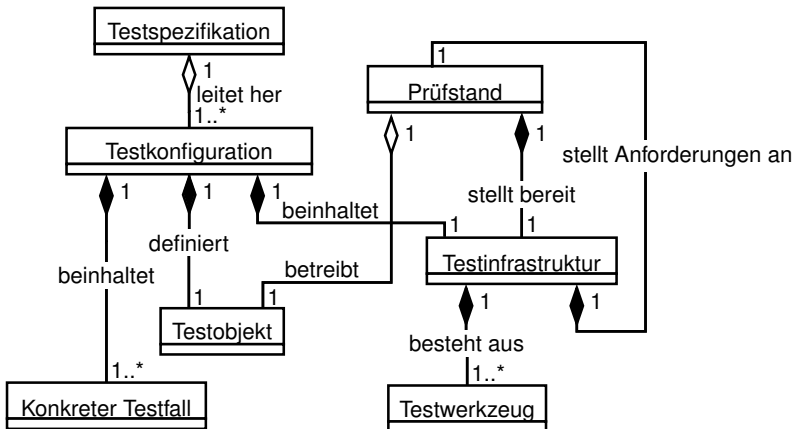 Testspezifikation
1
1
leitet her
Prüfstand
1..*
1
1
stellt Anforderungen an
Testkonfiguration
1
1
1
beinhaltet
stellt bereit
definiert
1
1
Testinfrastruktur
beinhaltet
betreibt
1
1
1
1
Testobjekt
besteht aus
1..*
1..*
Konkreter Testfall
Testwerkzeug